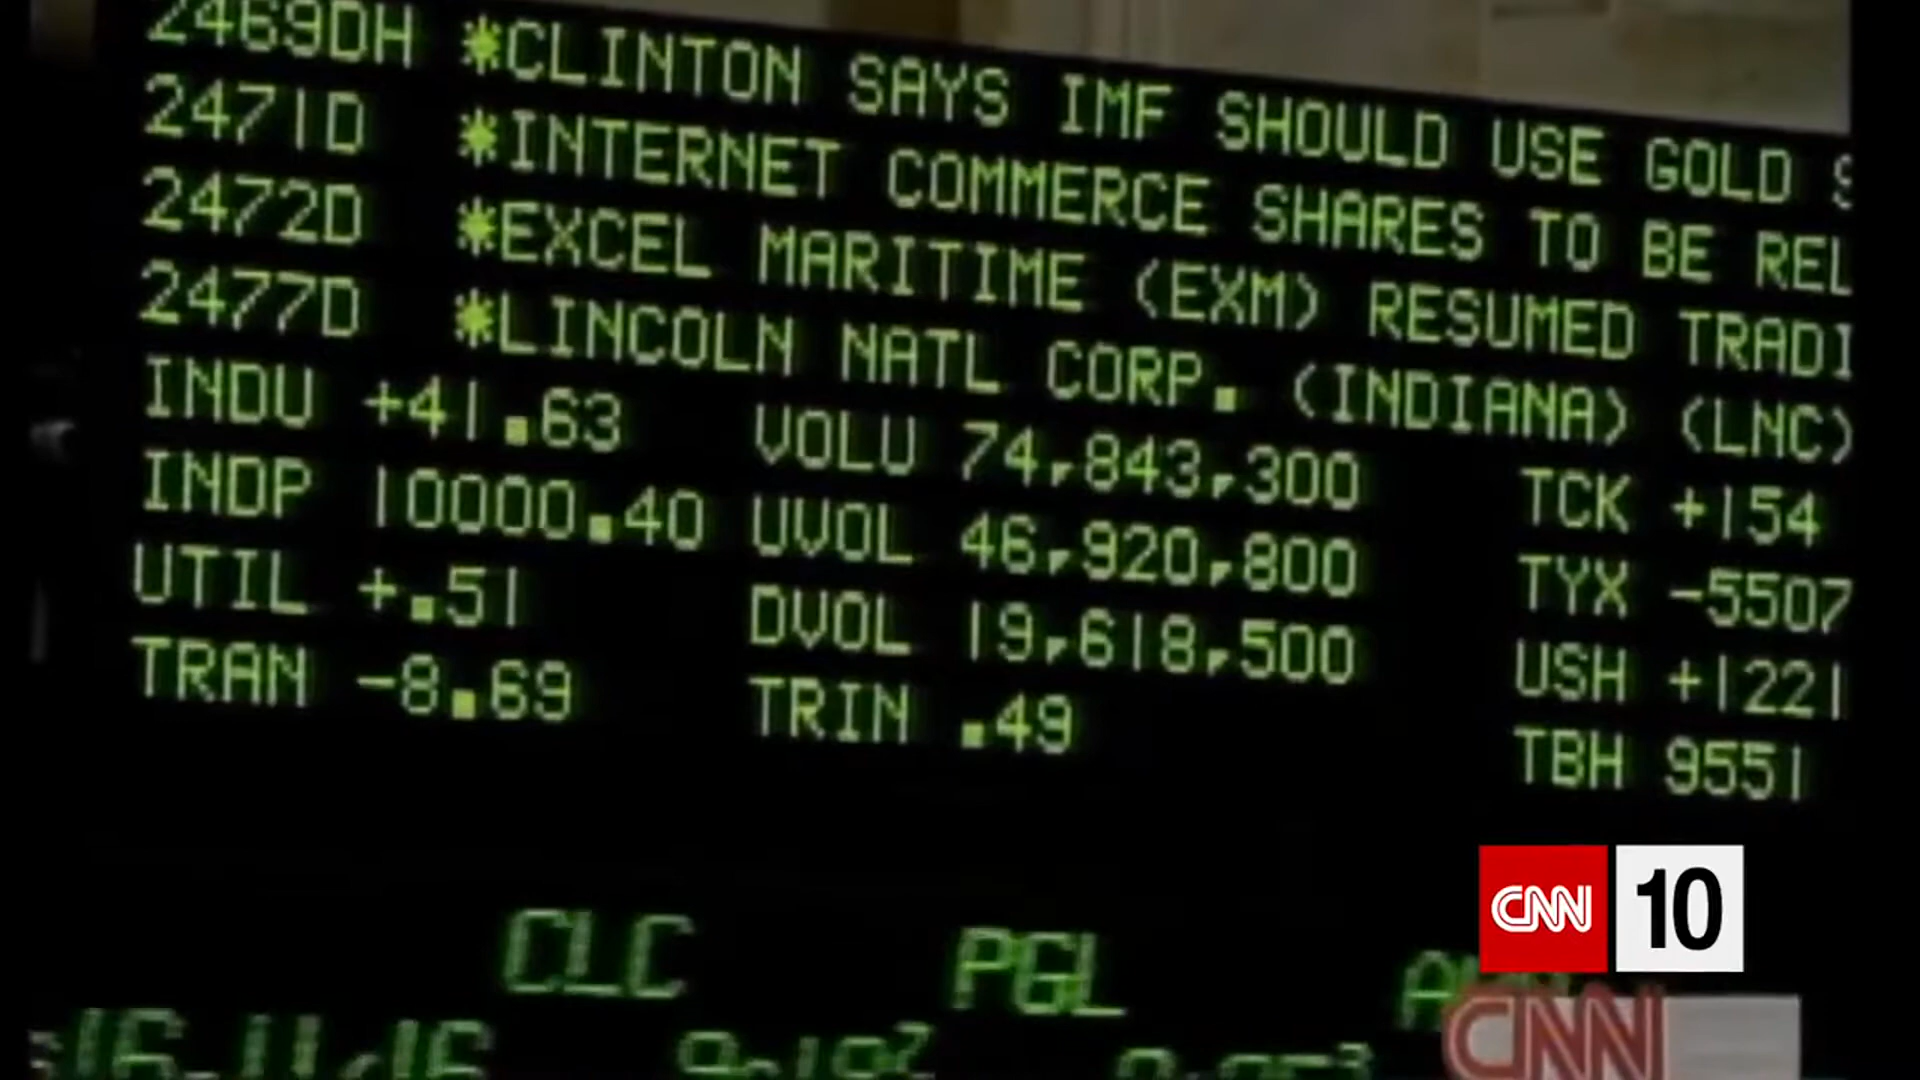 2469DH *CLINTON SAYS IMF SHOULD USE GOLD S
2471D *INTERNET COMMERCE SHARES TO BE REL
2472D *EXCEL MARITIME (EXM) RESUMED TRADI
2477D *LINCOLN NATL CORP. (INDIANA) (LNC)
INDU +41.63 VOLU 74,843,300 TCK +154
INDP 10000.40 UVOL 46,920,800 TYX -5507
UTIL +.51 DVOL 19,618,500 USH +1221
TRAN -8.69 TRIN .49 TBH 9551
CNN 10
CLC PGL
CNN